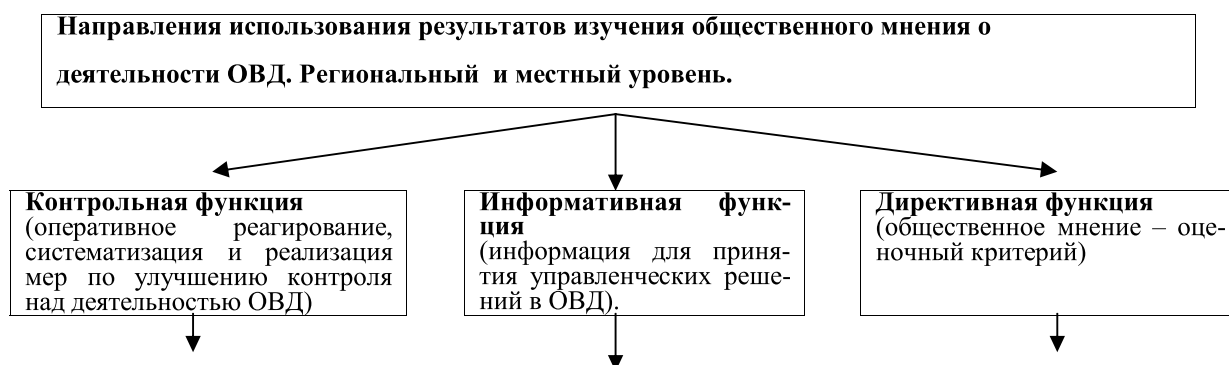 Направления использования результатов изучения общественного мнения о
деятельности ОВД. Региональный  и местный уровень.
Контрольная функция
(оперативное реагирование,
систематизация и реализация
мер по улучшению контроля
над деятельностью ОВД)
Информативная функ-
ция
(информация для приня-
тия управленческих реше-
ний в ОВД).
Директивная функция
(общественное мнение – оце-
ночный критерий)